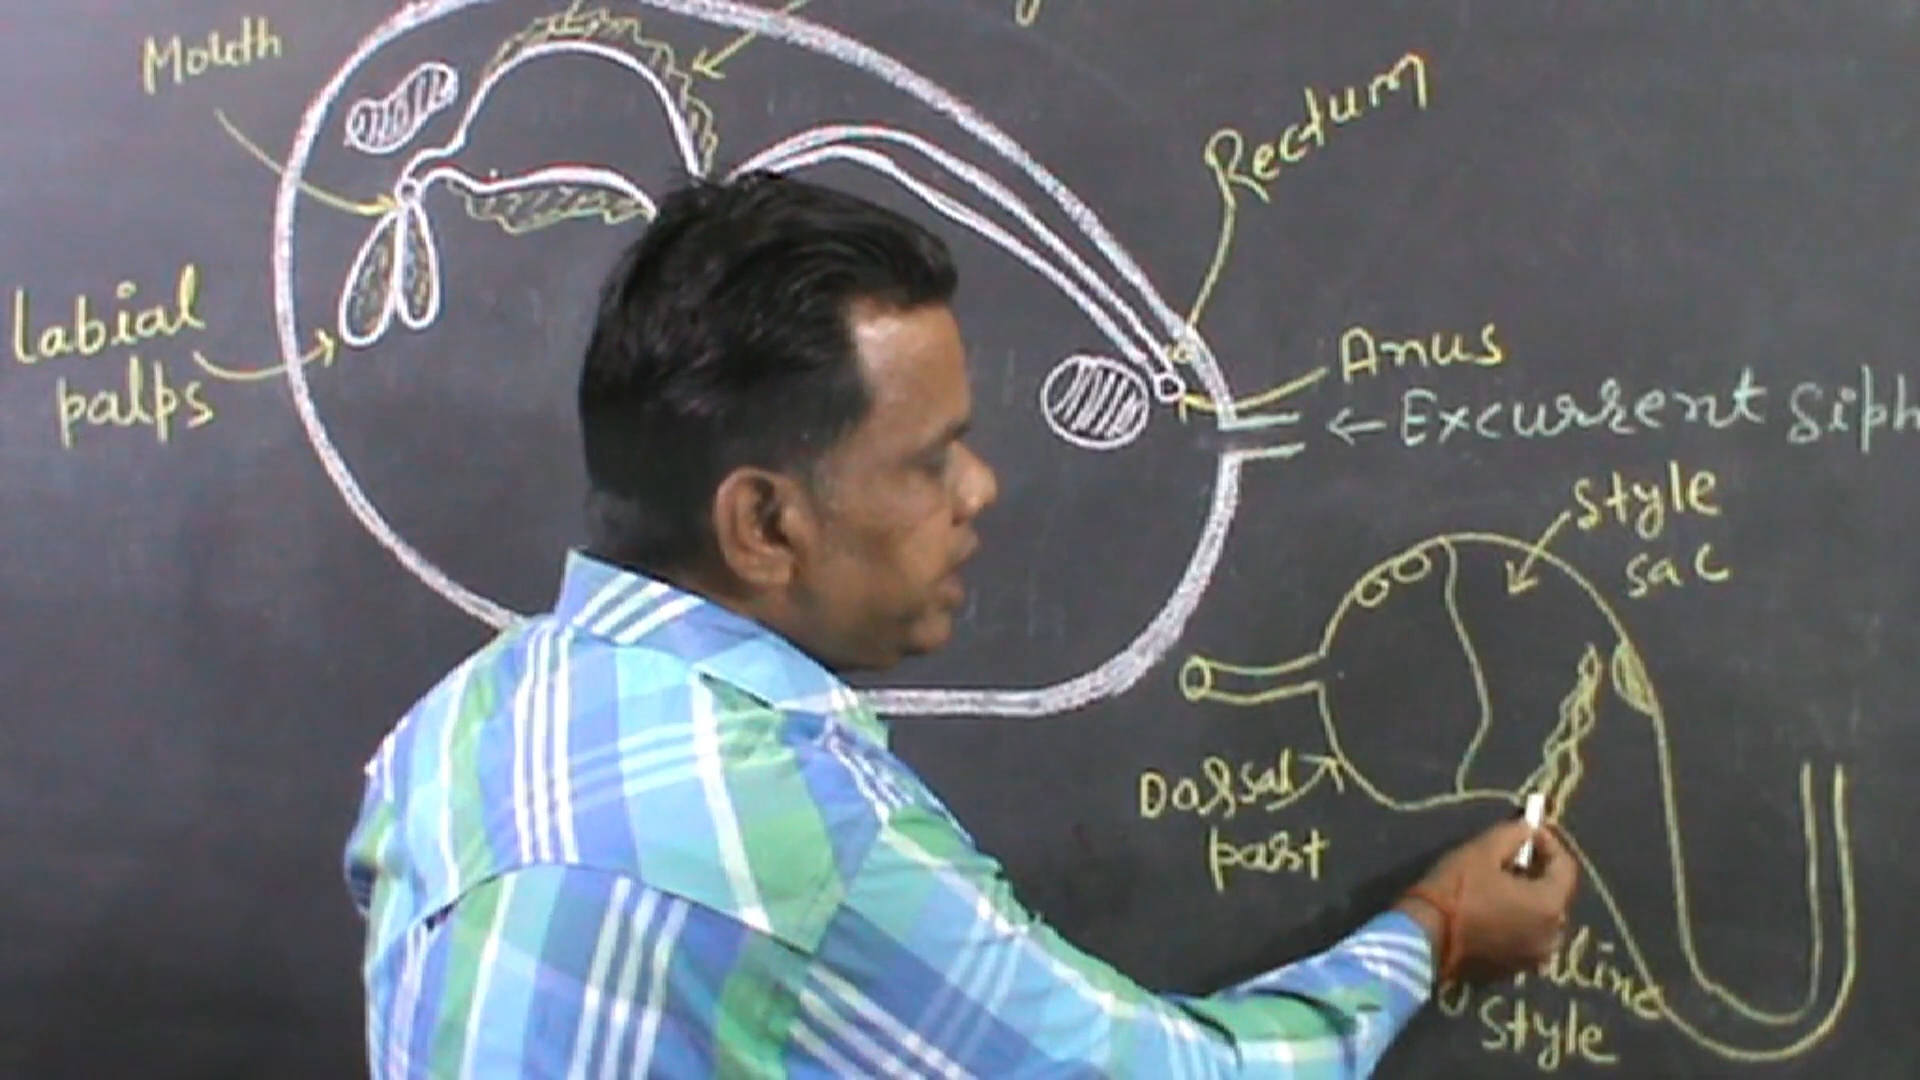 Mouth
Rectum
Labial
palps
Anus
← Excurrent Siph
Style
sac
Dorsal
part
Style